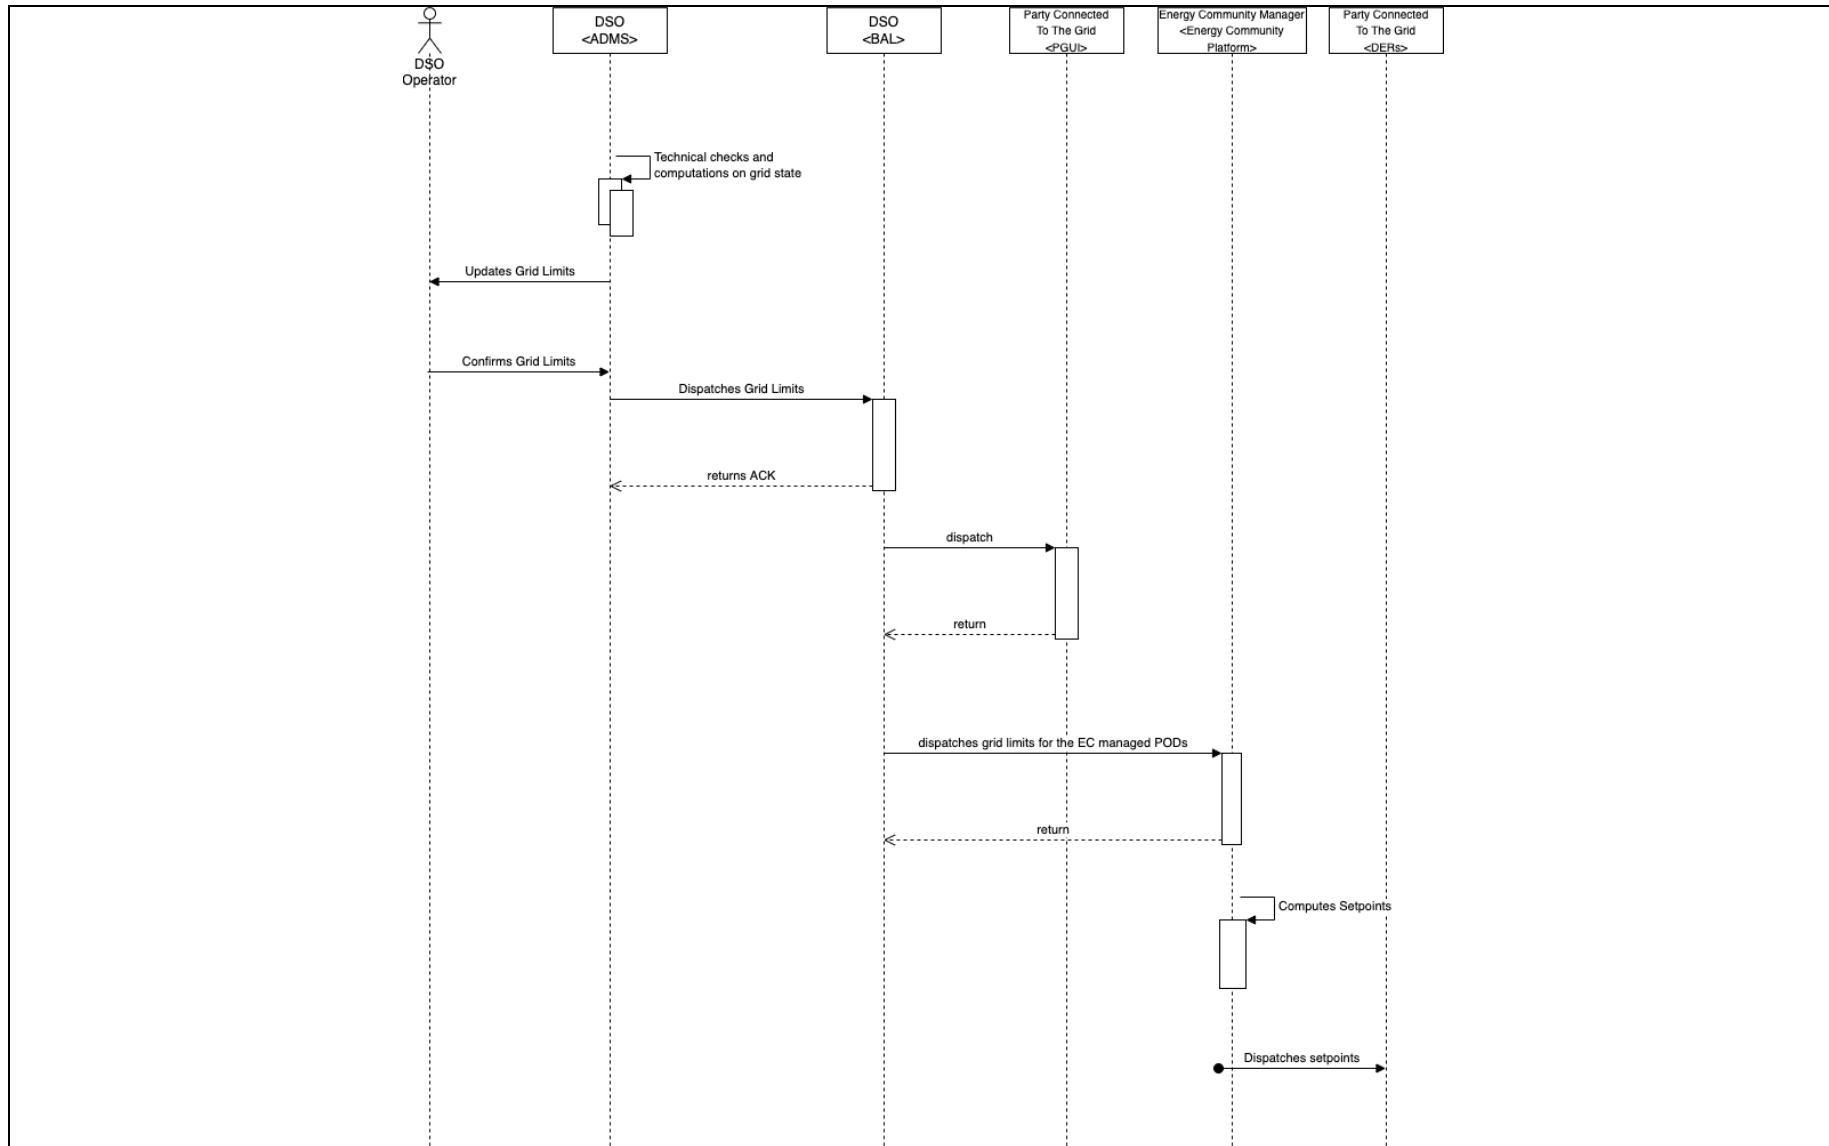 DSO
Operator
DSO
<ADMS>
DSO
<BAL>
Party Connected
To The Grid
<PGUI>
Energy Community Manager
<Energy Community
Platform>
Party Connected
To The Grid
<DERs>
Technical checks and
computations on grid state
Updates Grid Limits
Confirms Grid Limits
Dispatches Grid Limits
returns ACK
dispatch
return
dispatches grid limits for the EC managed PODs
return
Computes Setpoints
Dispatches setpoints